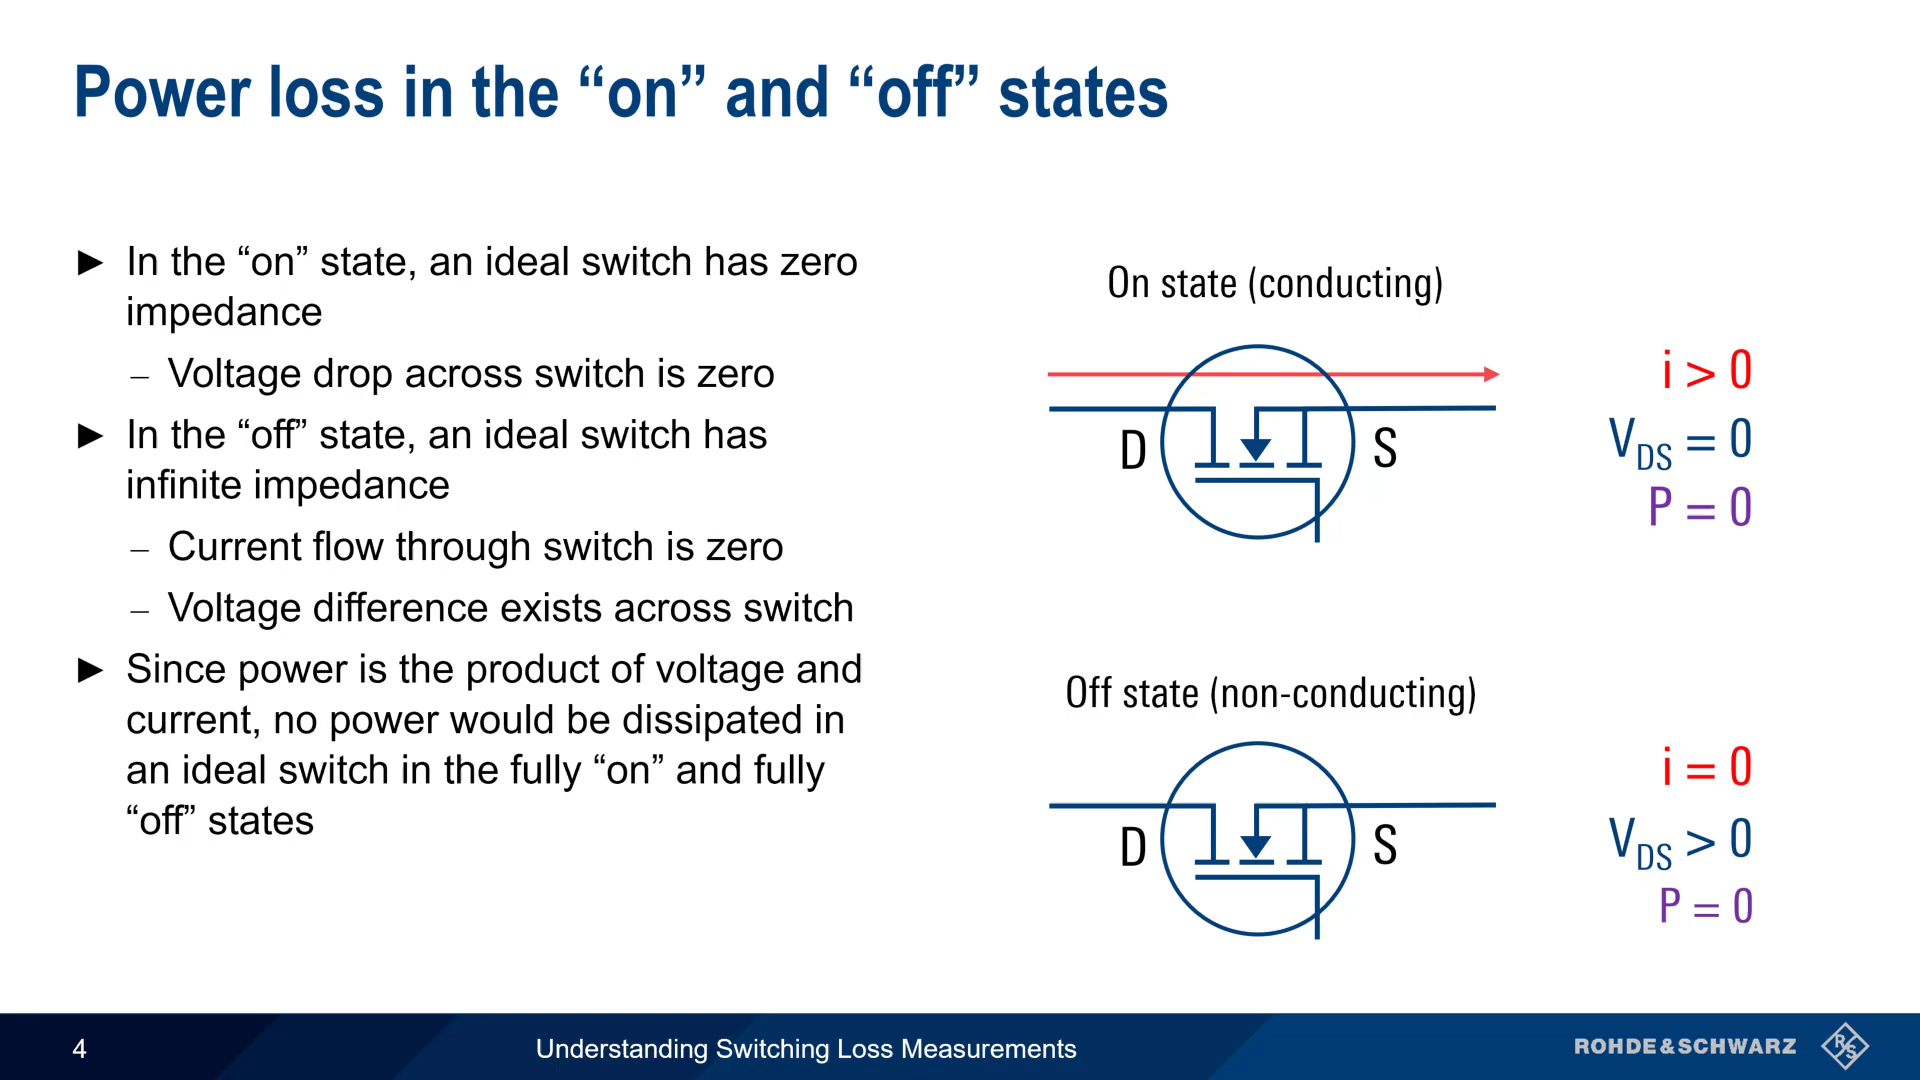 Power loss in the “on” and “off” states
► In the “on” state, an ideal switch has zero
impedance
– Voltage drop across switch is zero
► In the “off” state, an ideal switch has
infinite impedance
– Current flow through switch is zero
– Voltage difference exists across switch
► Since power is the product of voltage and
current, no power would be dissipated in
an ideal switch in the fully “on” and fully
“off” states
On state (conducting)
D
S
i > 0
VDS = 0
P = 0
Off state (non-conducting)
D
S
i = 0
VDS > 0
P = 0
4
Understanding Switching Loss Measurements
ROHDE&SCHWARZ
RS